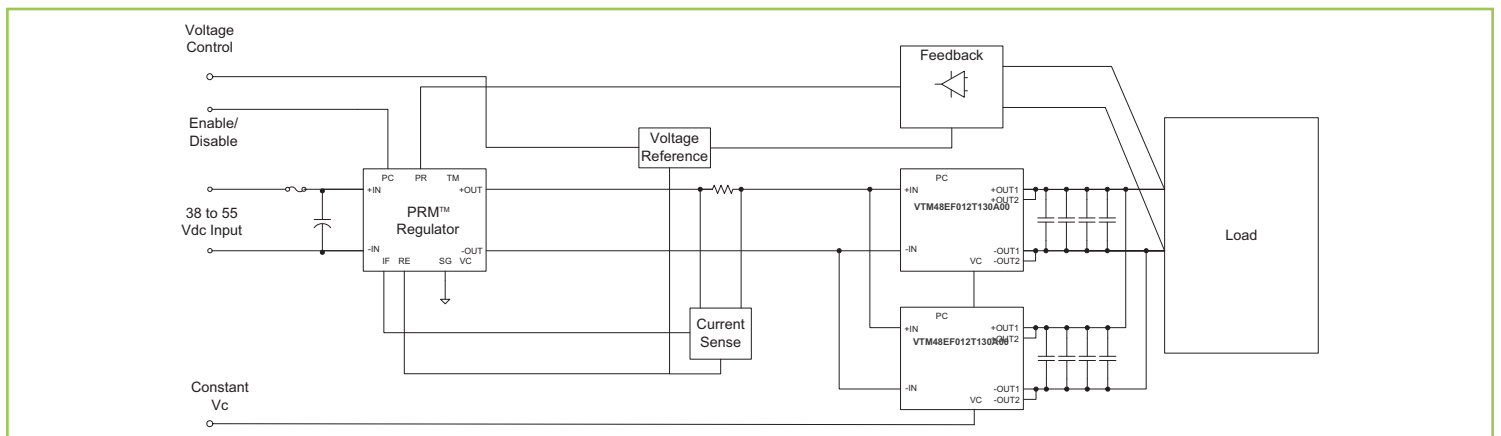 Voltage
Control
Enable/
Disable
38 to 55
Vdc Input
Constant
Vc
PC PR TM
+IN +OUT
PRM™
Regulator
-IN -OUT
IF RE SG VC
Voltage
Reference
Current
Sense
Feedback
PC
+IN +OUT1
+OUT2
VTM48EF012T130A00
-IN -OUT1
VC -OUT2
PC
+IN +OUT1
+OUT2
VTM48EF012T130A00
-IN -OUT1
VC -OUT2
Load